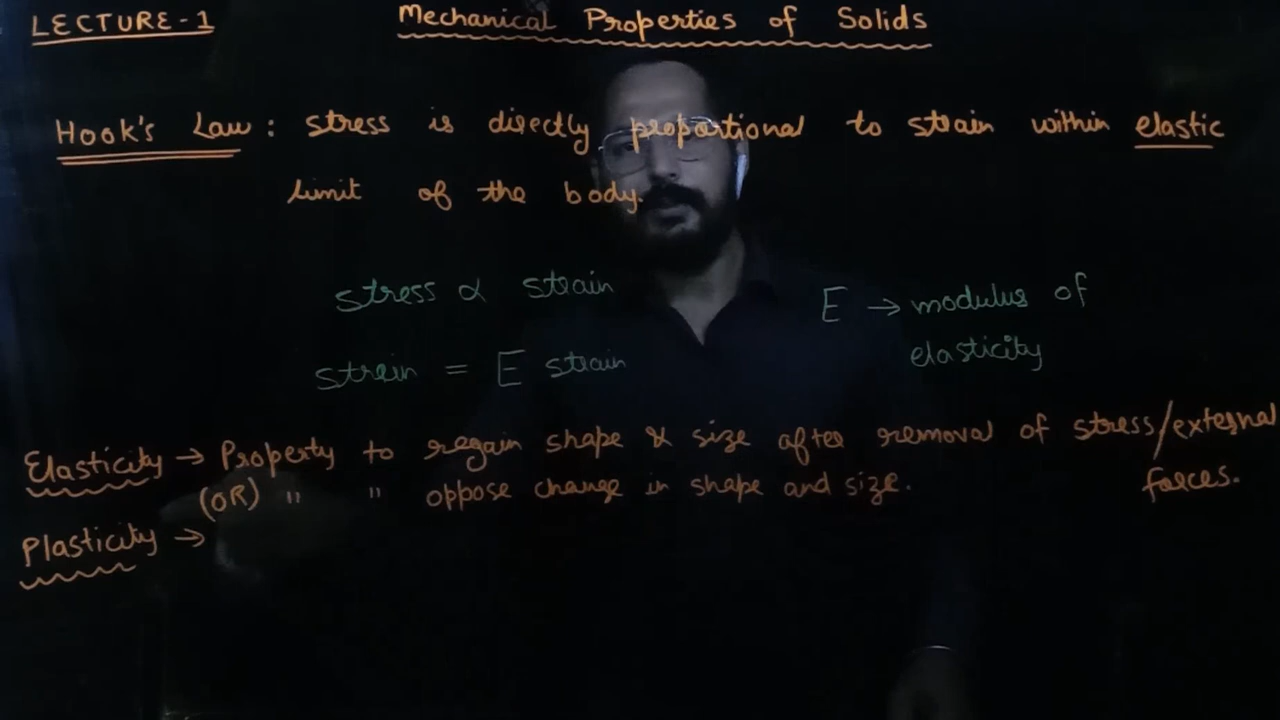 LECTURE-1
Mechanical Properties of Solids
Hook's Law: stress is directly proportional to strain within elastic
limit of the body.
stress ∝ strain
strein = E strain
E → modulus of
elasticity
Elasticity → Property to regain shape & size after removal of stress/external
forces.
(OR) " " oppose change in shape and size.
Plasticity →